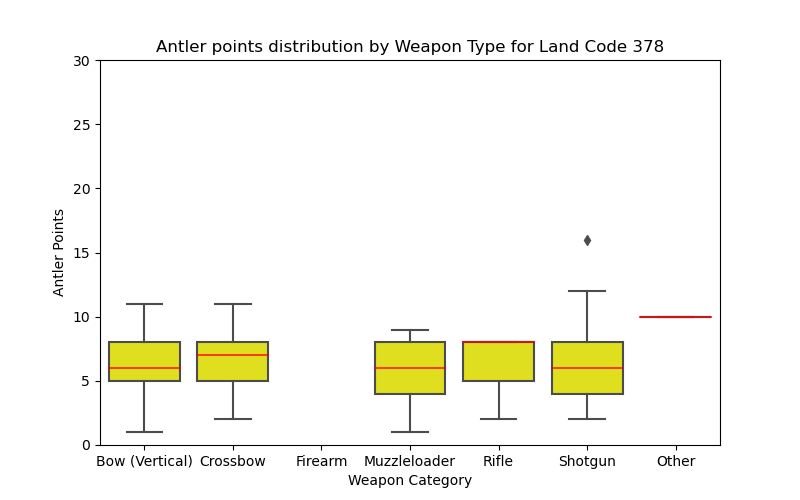 Antler points distribution by Weapon Type for Land Code 378
30
25
20
15
10
5
0
Antler Points
Bow (Vertical) Crossbow Firearm Muzzleloader Rifle Shotgun Other
Weapon Category